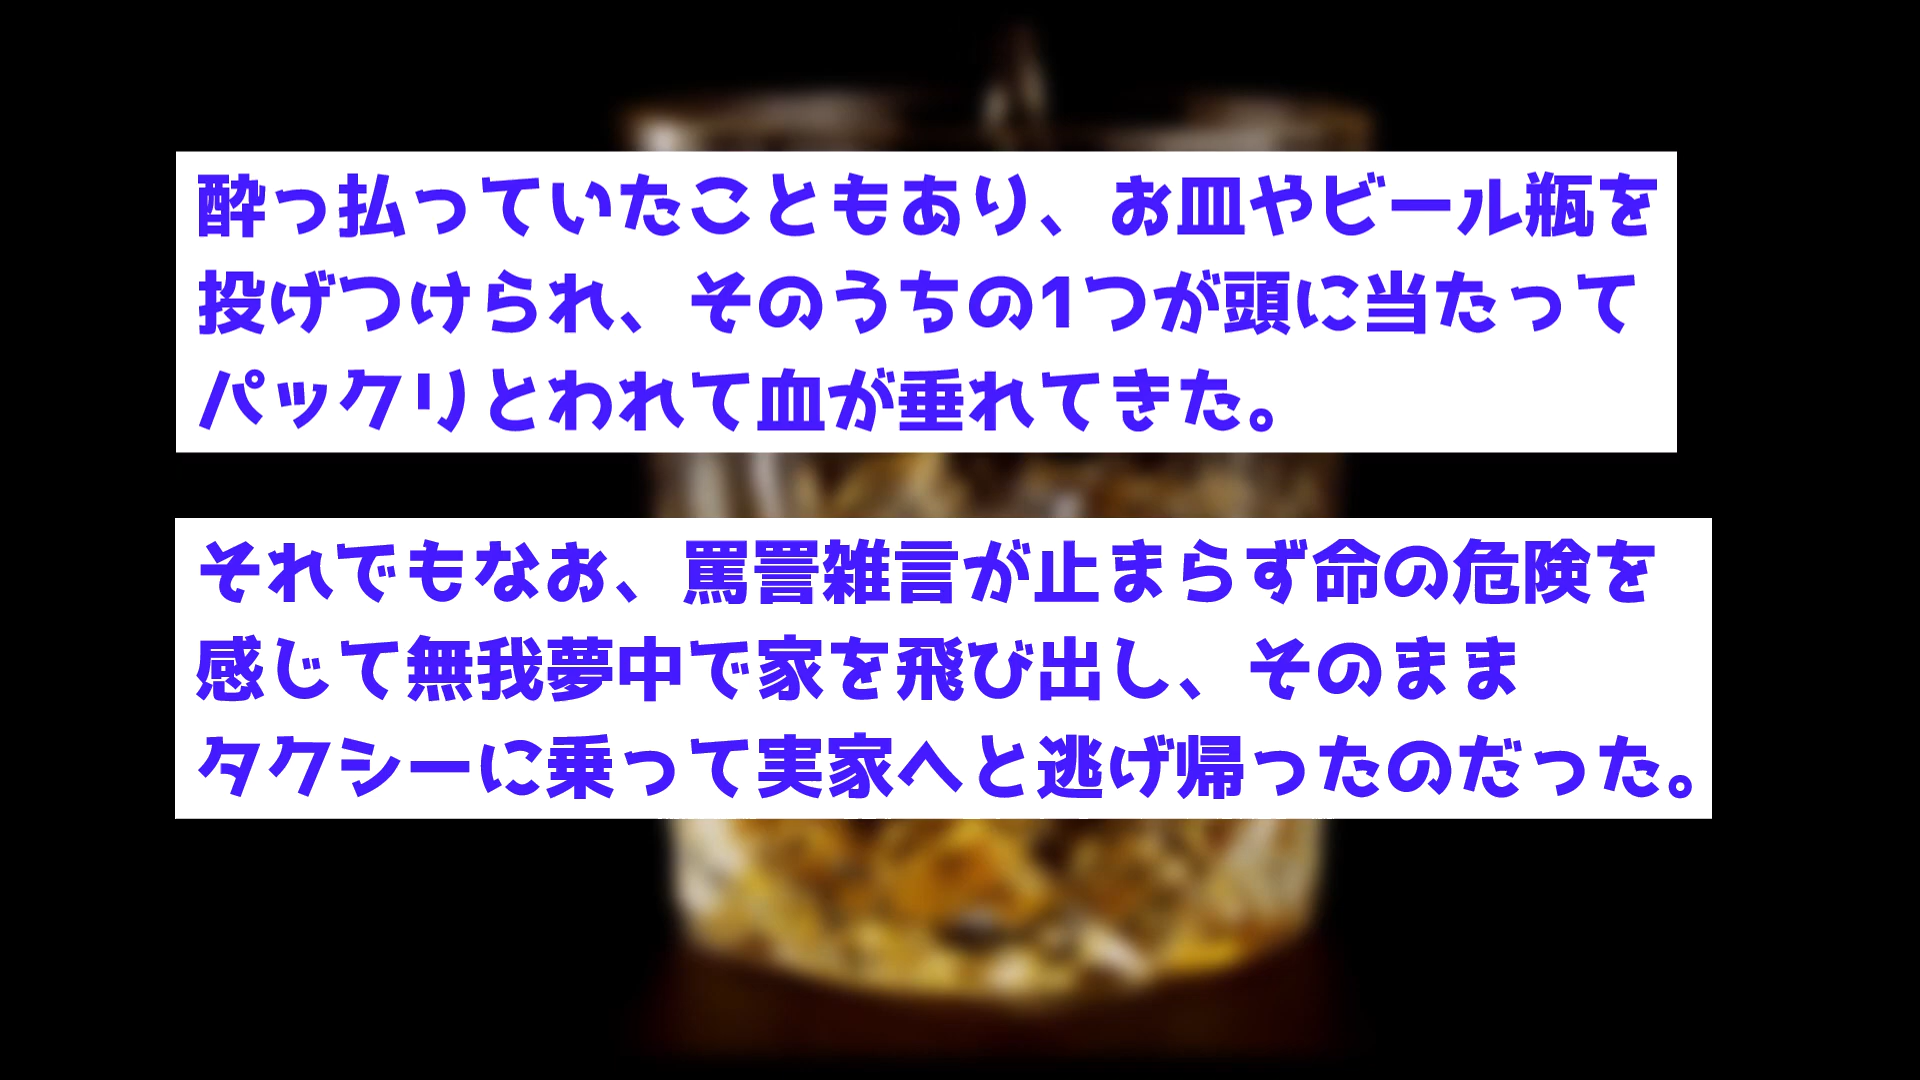 酔っ払っていたこともあり、お皿やビール瓶を
投げつけられ、そのうちの1つが頭に当たって
パックリとわれて血が垂れてきた。
それでもなお、罵詈雑言が止まらず命の危険を
感じて無我夢中で家を飛び出し、そのまま
タクシーに乗って実家へと逃げ帰ったのだった。